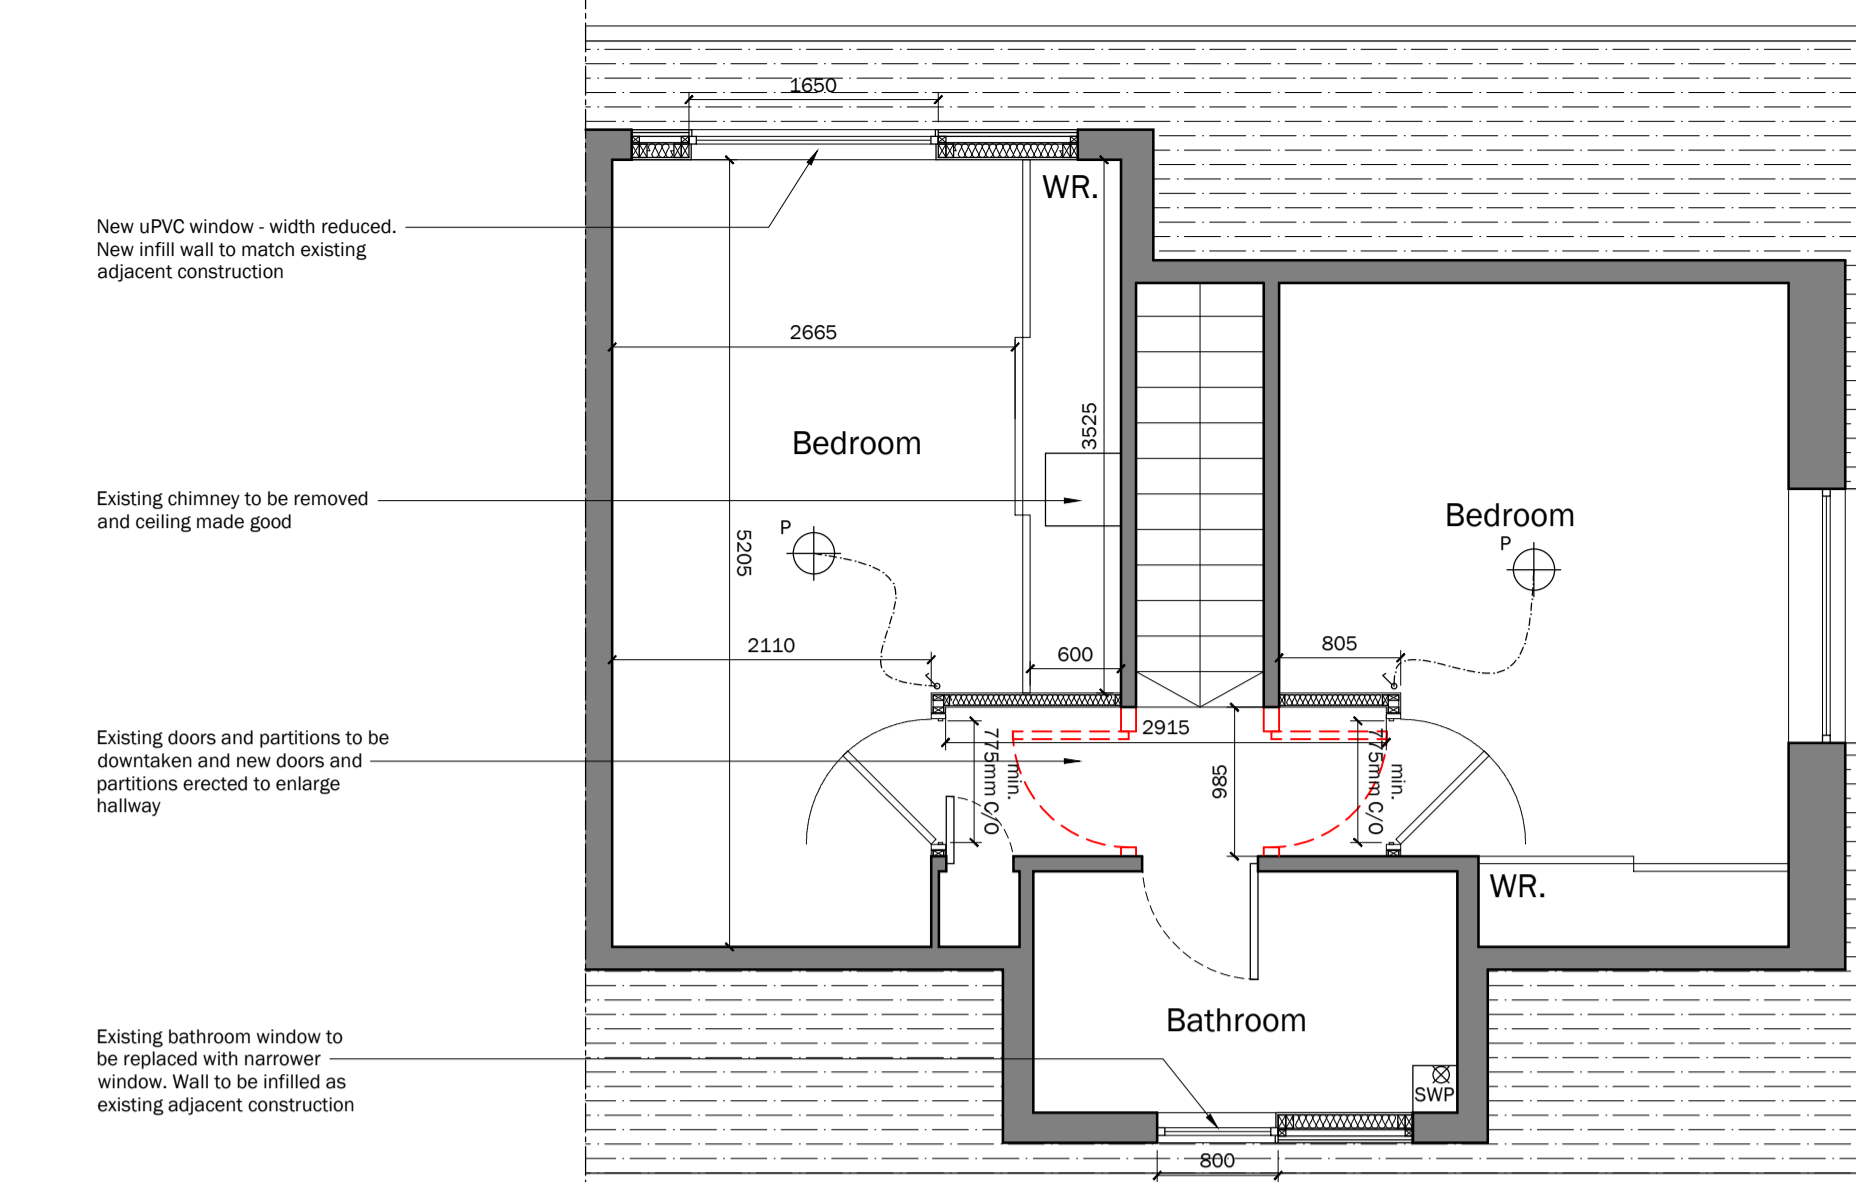 1650
WR.
New uPVC window - width reduced.
New infill wall to match existing
adjacent construction
2665
3525
Bedroom
Existing chimney to be removed
and ceiling made good
P
5205
Bedroom
P
2110
600
805
Existing doors and partitions to be
downtaken and new doors and
partitions erected to enlarge
hallway
2915
min.
775mm C/O
985
min.
775mm C/O
WR.
Bathroom
Existing bathroom window to
be replaced with narrower
window. Wall to be infilled as
existing adjacent construction
SWP
800